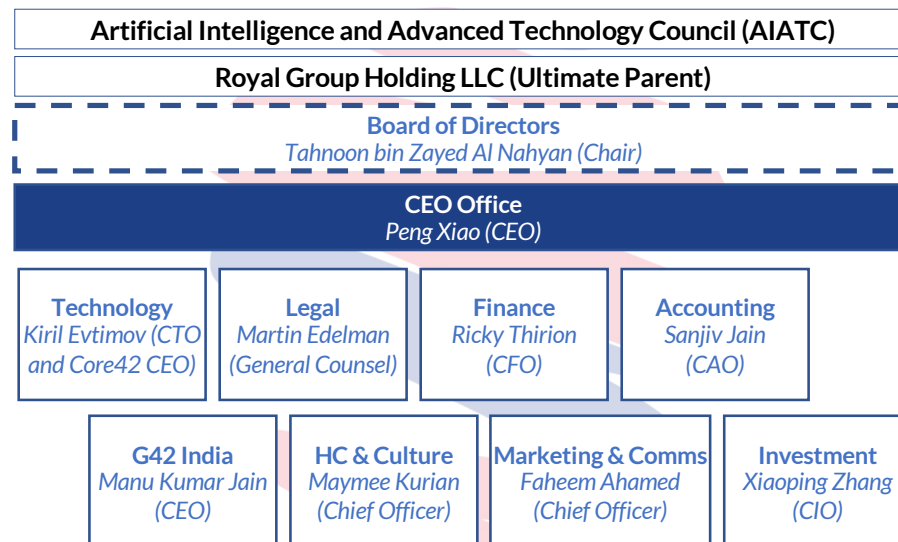 Artificial Intelligence and Advanced Technology Council (AIATC)
Royal Group Holding LLC (Ultimate Parent)
Board of Directors
Tahnoon bin Zayed Al Nahyan (Chair)
CEO Office
Peng Xiao (CEO)
Technology
Kiril Evtimov (CTO
and Core42 CEO)
Legal
Martin Edelman
(General Counsel)
Finance
Ricky Thirion
(CFO)
Accounting
Sanjiv Jain
(CAO)
G42 India
Manu Kumar Jain
(CEO)
HC & Culture
Maymee Kurian
(Chief Officer)
Marketing & Comms
Faheem Ahamed
(Chief Officer)
Investment
Xiaoping Zhang
(CIO)